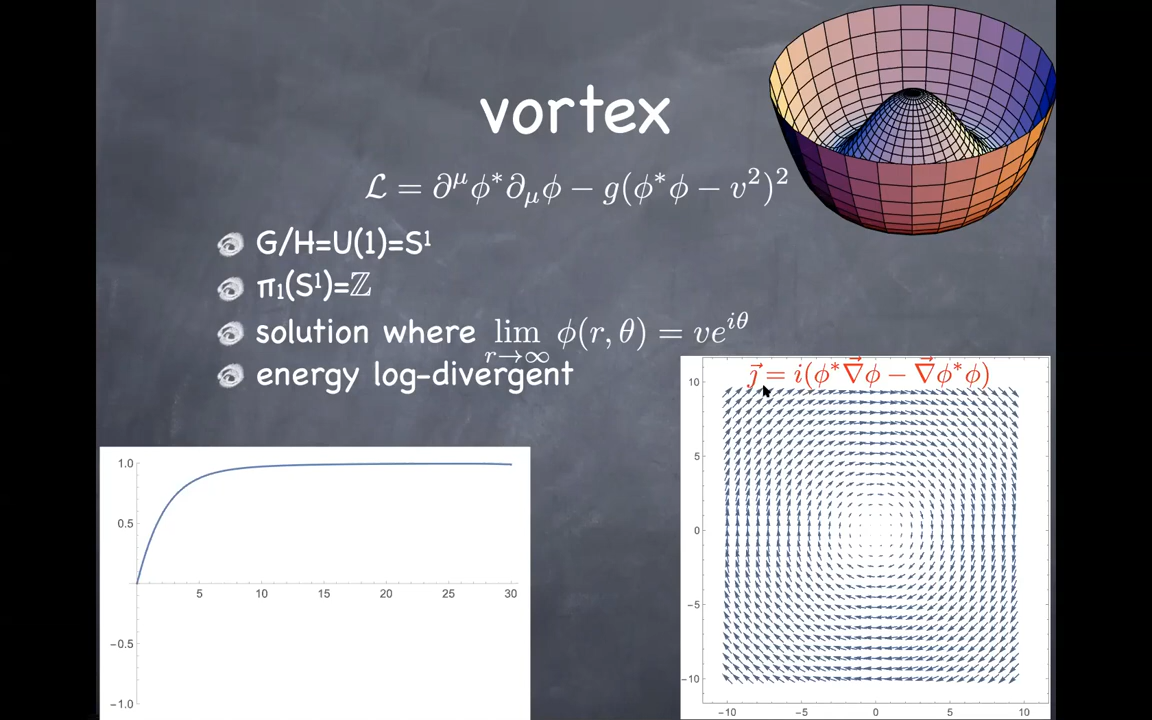 vortex
ℒ = ∂^μ ϕ* ∂_μ ϕ − g(ϕ*ϕ − v²)²
G/H=U(1)=S¹
π₁(S¹)=ℤ
solution where lim_{r→∞} ϕ(r, θ) = ve^{iθ}
energy log-divergent
j⃗ = i(ϕ*∇⃗ϕ − ∇⃗ϕ*ϕ)
10
5
0
−5
−10
−10 −5 0 5 10
1.0
0.5
5 10 15 20 25 30
−0.5
−1.0